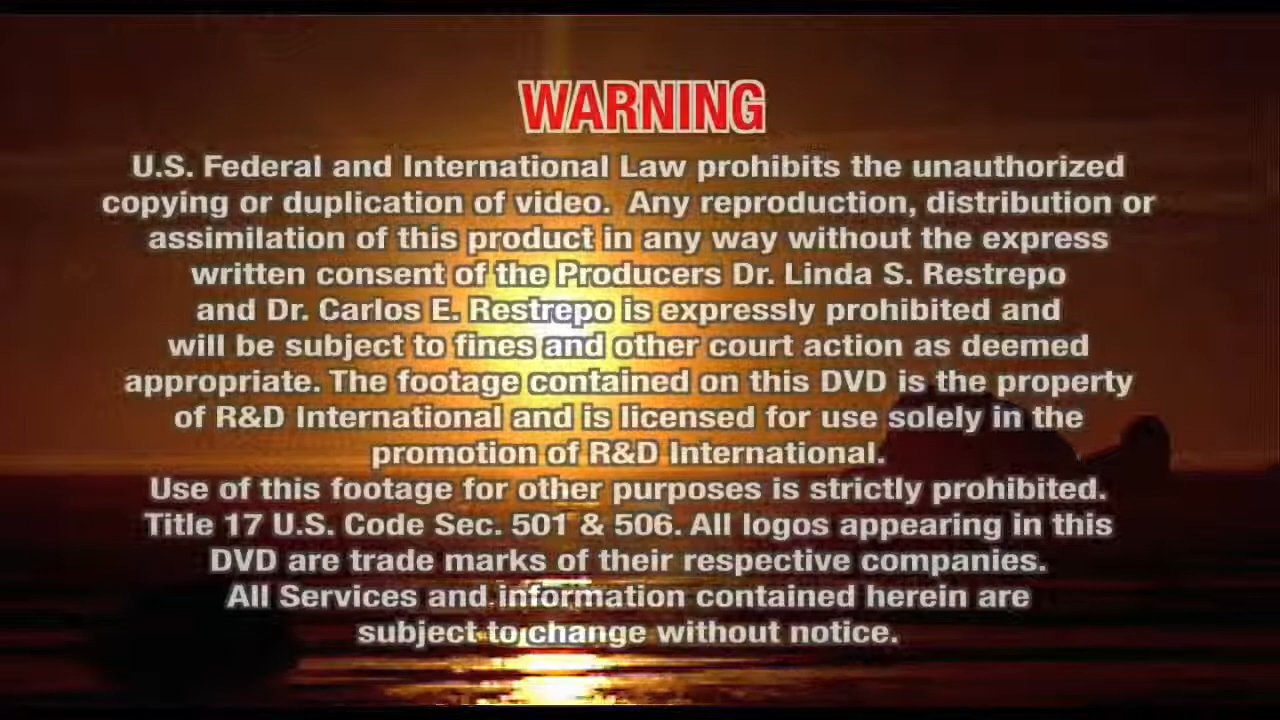 WARNING
U.S. Federal and International Law prohibits the unauthorized
copying or duplication of video. Any reproduction, distribution or
assimilation of this product in any way without the express
written consent of the Producers Dr. Linda S. Restrepo
and Dr. Carlos E. Restrepo is expressly prohibited and
will be subject to fines and other court action as deemed
appropriate. The footage contained on this DVD is the property
of R&D International and is licensed for use solely in the
promotion of R&D International.
Use of this footage for other purposes is strictly prohibited.
Title 17 U.S. Code Sec. 501 & 506. All logos appearing in this
DVD are trade marks of their respective companies.
All Services and information contained herein are
subject to change without notice.